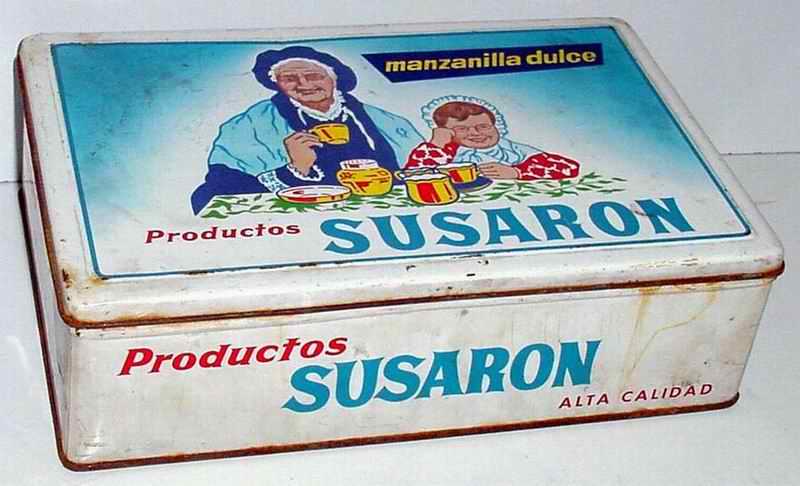 manzanilla dulce
Productos SUSARON
Productos
SUSARON
ALTA CALIDAD